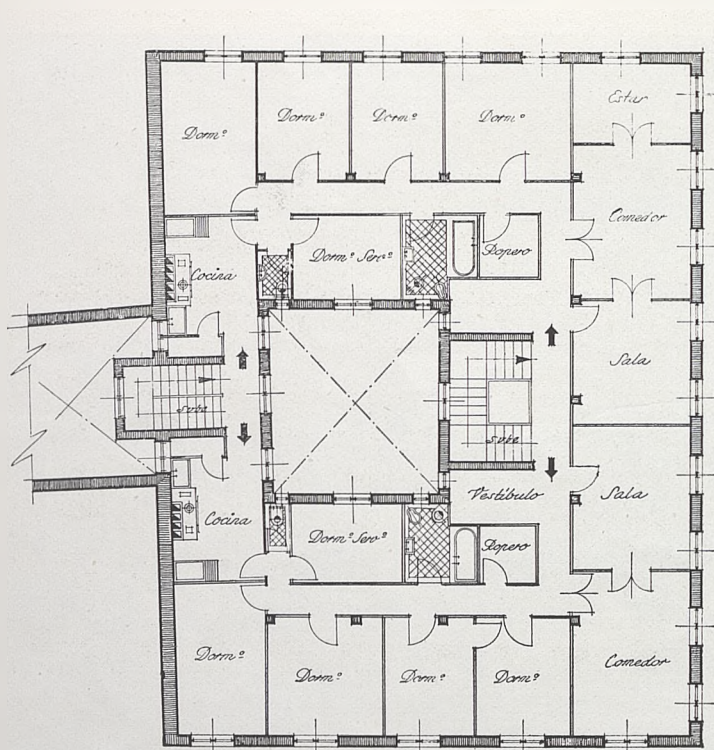 Estar
Dormº
Dormº
Dormº
Dormº
Comedor
Dormº Servº
Ropero
Cocina
Sala
sube
sube
Vestíbulo
Sala
Cocina
Dormº Servº
Ropero
Dormº
Dormº
Dormº
Dormº
Comedor